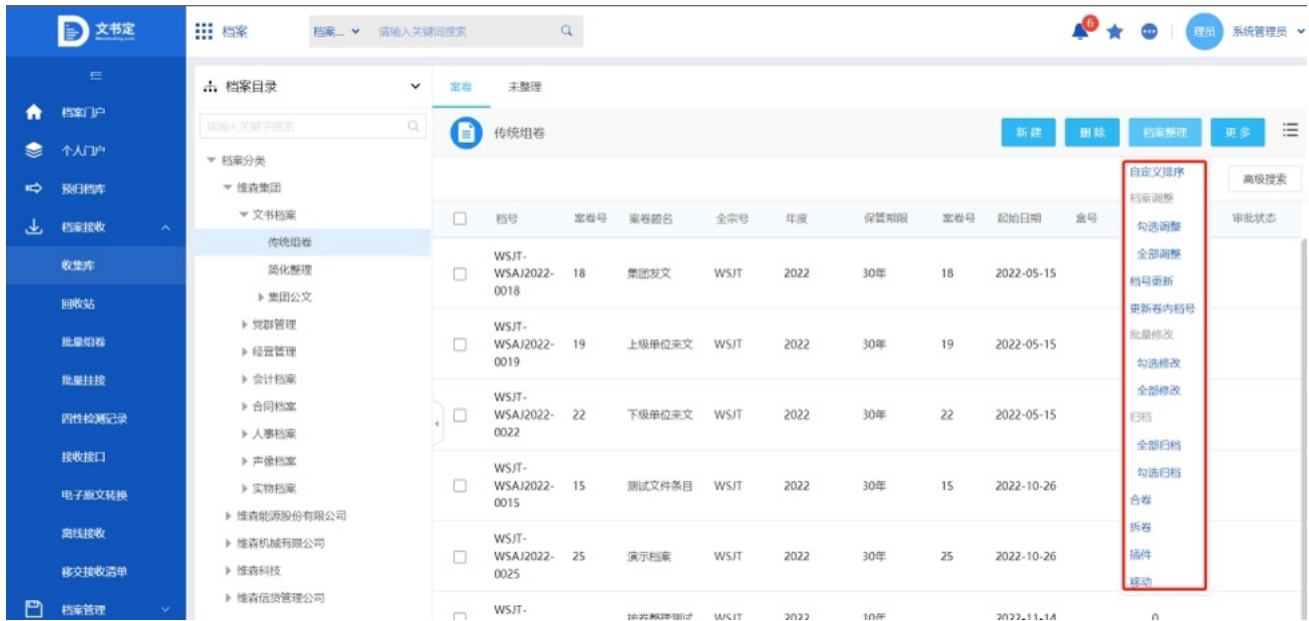 文书定
档案
档案...
请输入关键词搜索
6
理员
系统管理员
档案门户
个人门户
预归档库
档案接收
收集库
回收站
批量组卷
批量挂接
四性检测记录
接收接口
电子原文转换
离线接收
移交接收清单
档案管理
档案目录
请输入关键字搜索
档案分类
维森集团
文书档案
传统组卷
简化整理
集团公文
党群管理
经营管理
会计档案
合同档案
人事档案
声像档案
实物档案
维森能源股份有限公司
维森机械有限公司
维森科技
维森信贷管理公司
案卷 未整理
传统组卷
新建 删除 档案整理 更多
高级搜索
自定义排序
档案调整
勾选调整
全部调整
档号更新
更新卷内档号
批量修改
勾选修改
全部修改
归档
全部归档
勾选归档
合卷
拆卷
插件
移动
档号 案卷号 案卷题名 全宗号 年度 保管期限 案卷号 起始日期 盒号 审批状态
WSJT-
WSAJ2022- 18 集团发文 WSJT 2022 30年 18 2022-05-15
0018
WSJT-
WSAJ2022- 19 上级单位来文 WSJT 2022 30年 19 2022-05-15
0019
WSJT-
WSAJ2022- 22 下级单位来文 WSJT 2022 30年 22 2022-05-15
0022
WSJT-
WSAJ2022- 15 测试文件条目 WSJT 2022 30年 15 2022-10-26
0015
WSJT-
WSAJ2022- 25 演示档案 WSJT 2022 30年 25 2022-10-26
0025
WSJT-
按卷整理测试 WSJT 2022 10年 2022-11-14 0